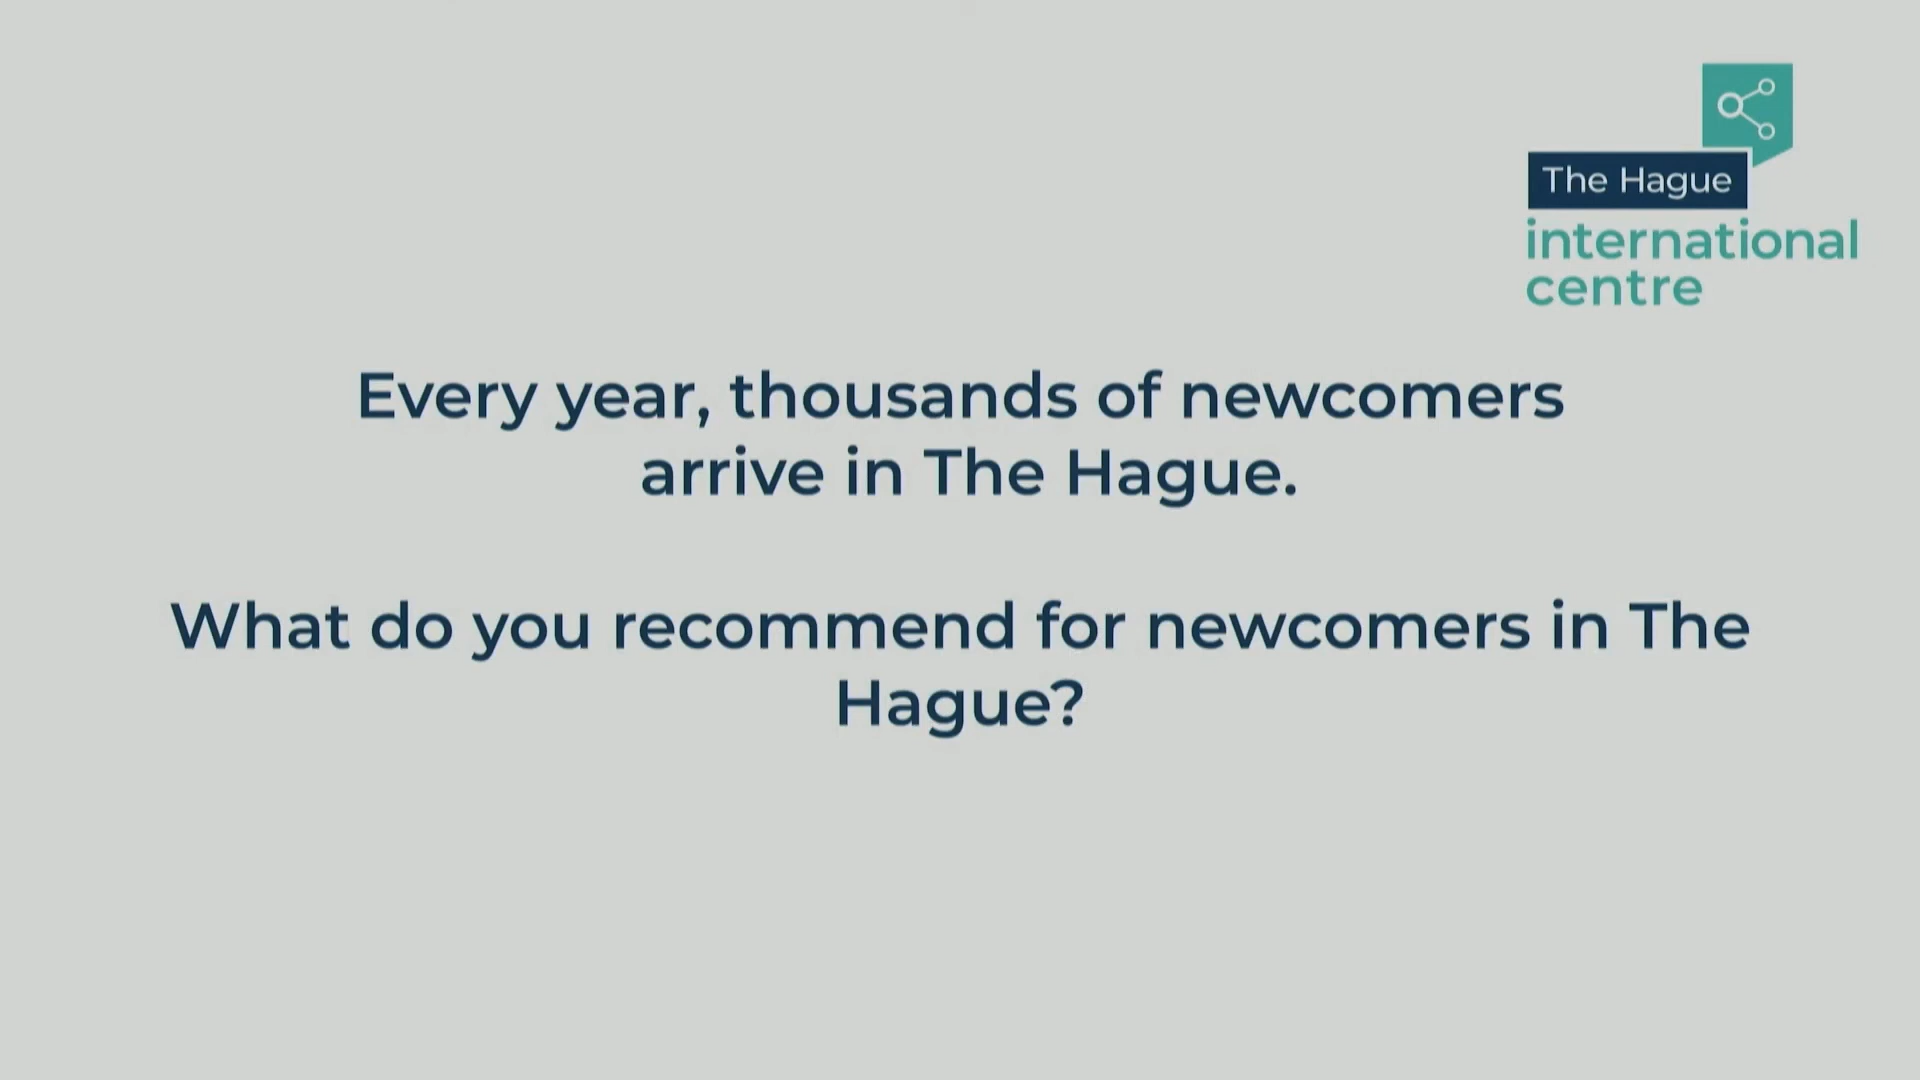 The Hague
international
centre
Every year, thousands of newcomers
arrive in The Hague.
What do you recommend for newcomers in The
Hague?